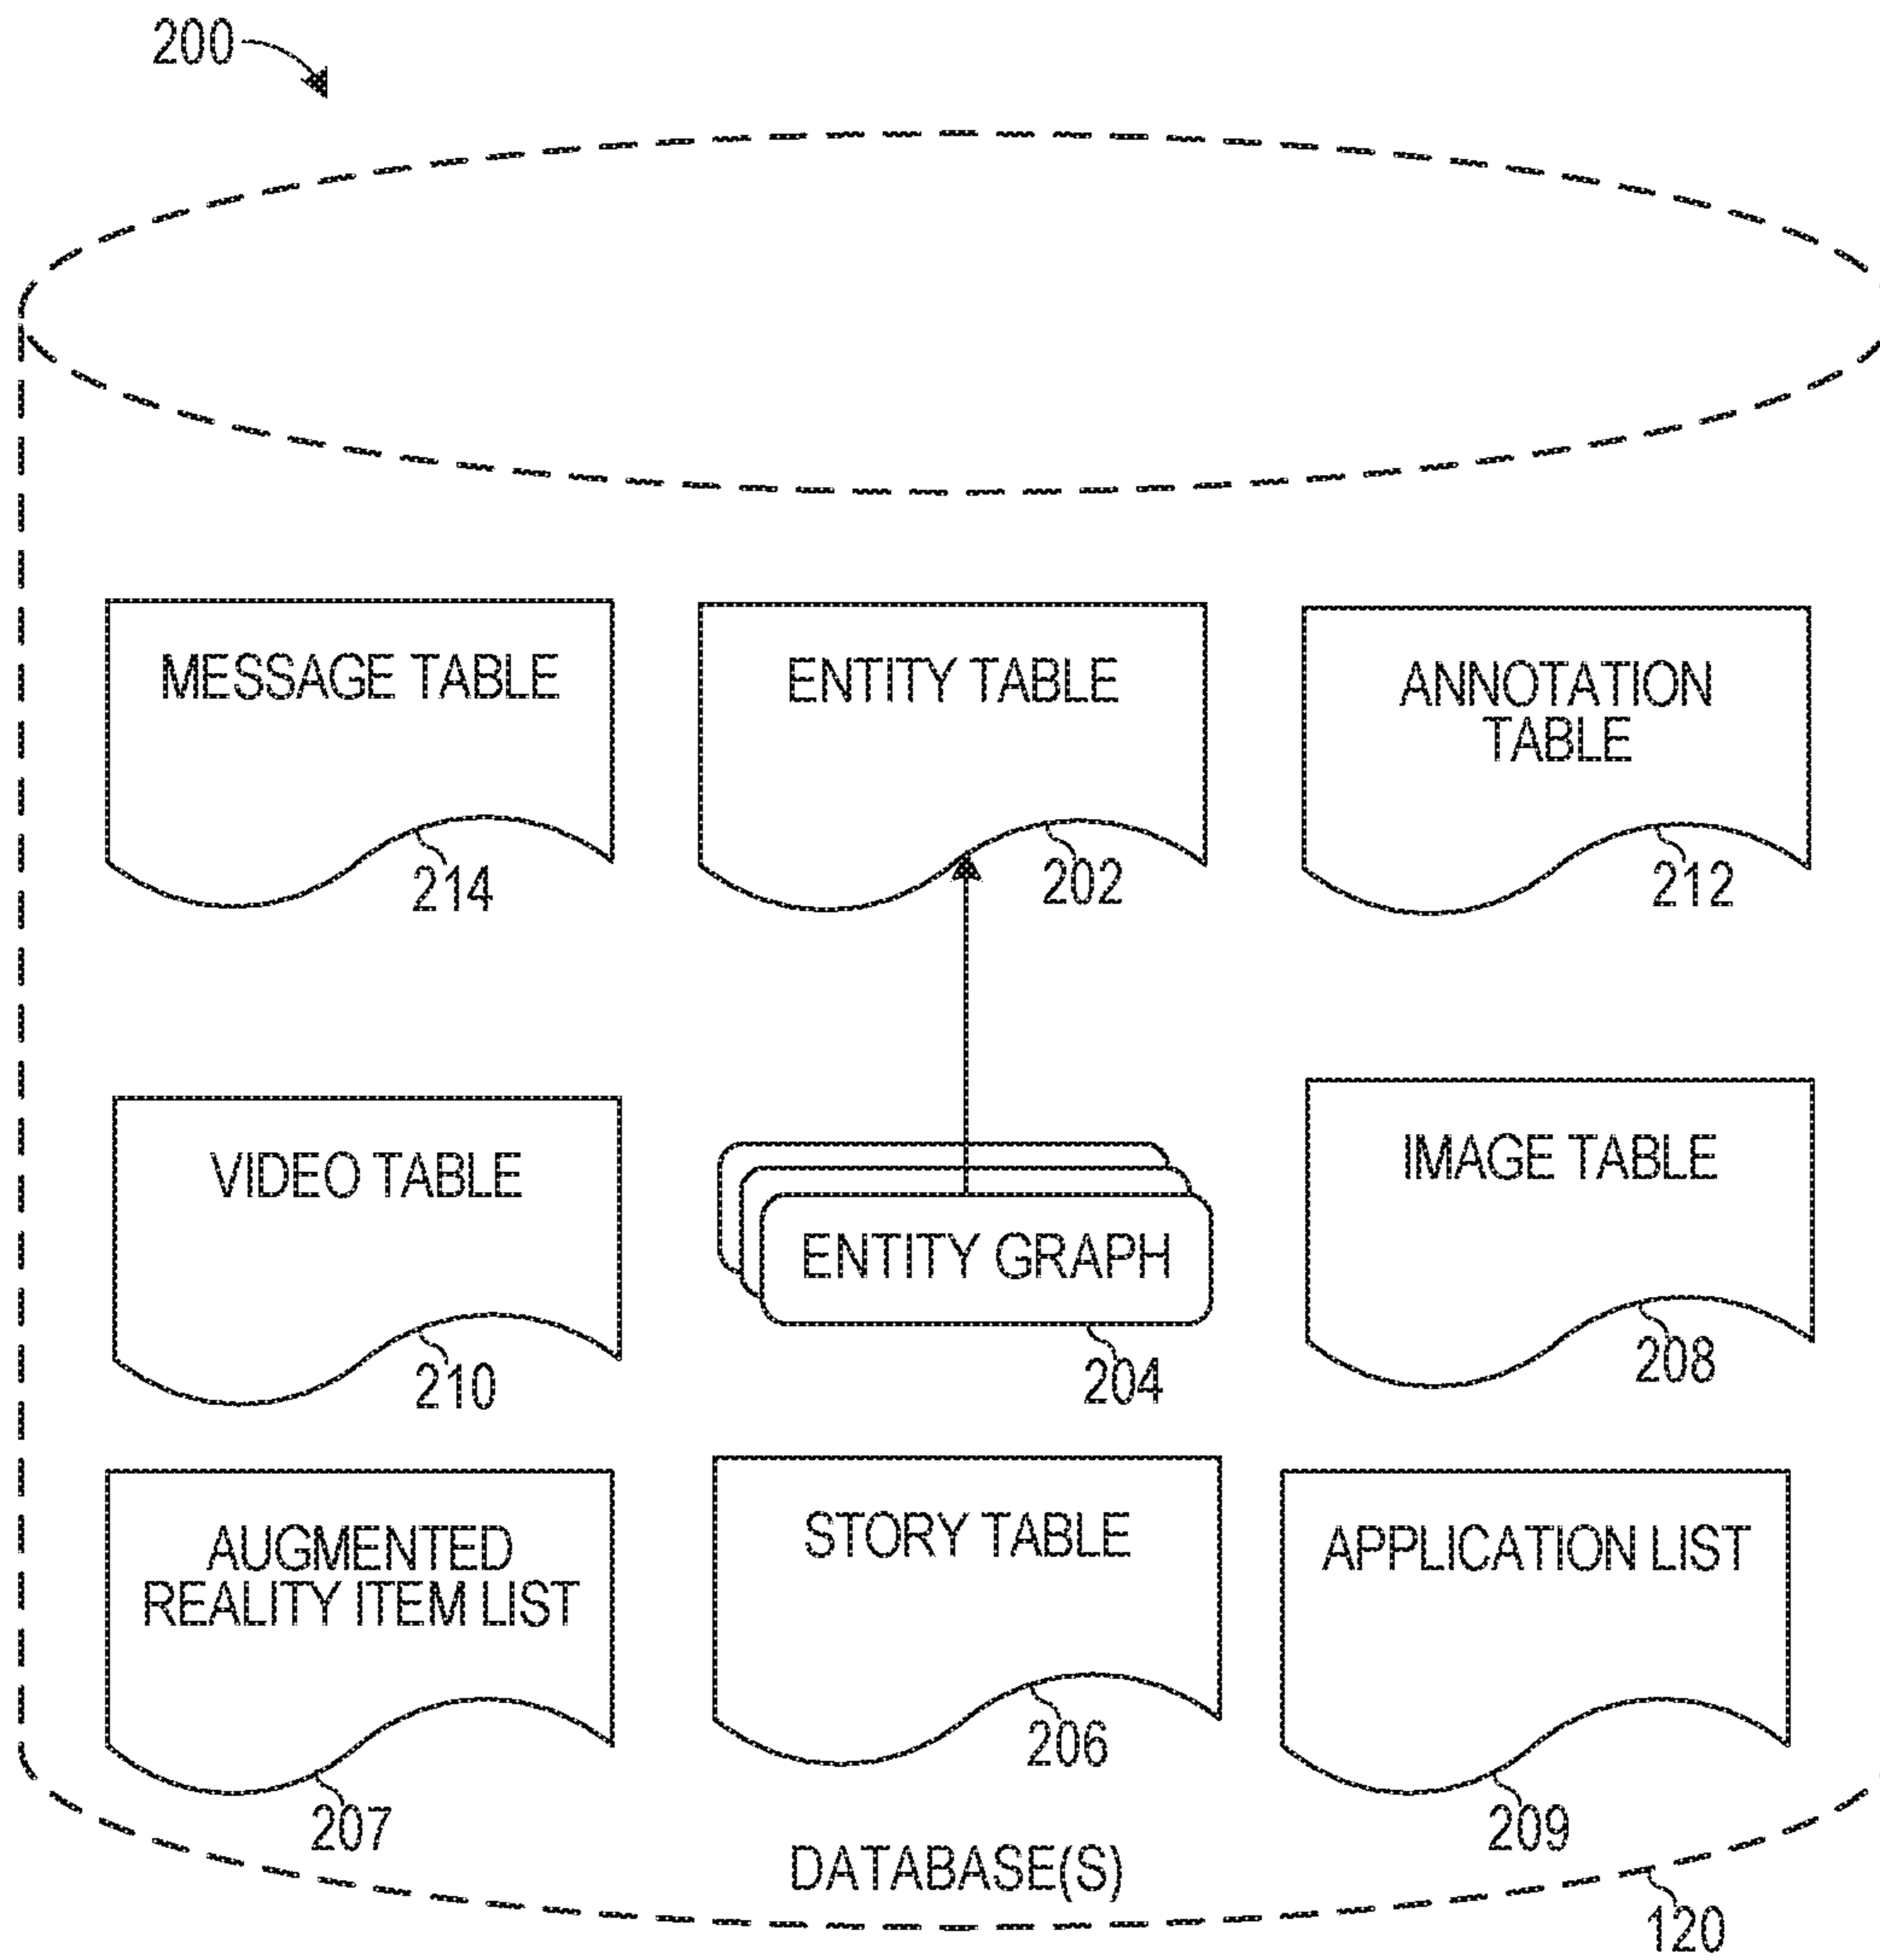 200
MESSAGE TABLE
214
ENTITY TABLE
202
ANNOTATION
TABLE
212
VIDEO TABLE
210
ENTITY GRAPH
204
IMAGE TABLE
208
AUGMENTED
REALITY ITEM LIST
207
STORY TABLE
206
APPLICATION LIST
209
DATABASE(S)
120